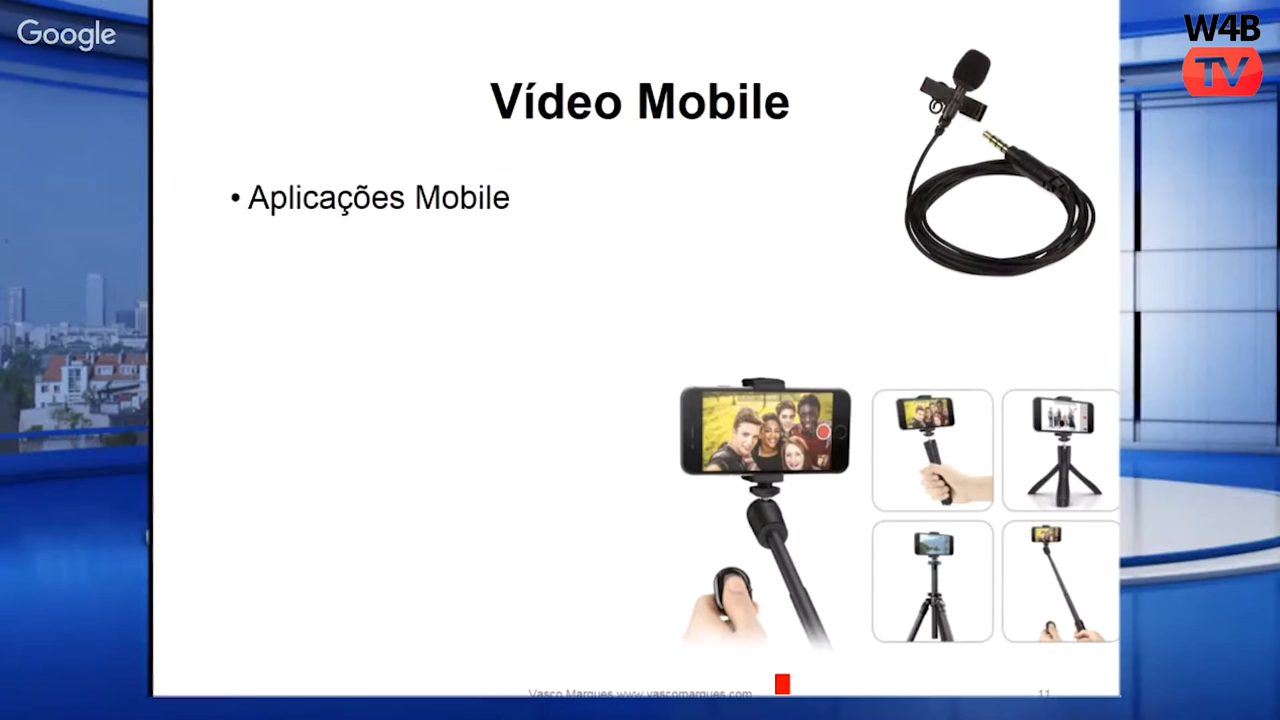 Google
W4B
TV
Vídeo Mobile
• Aplicações Mobile
Vasco Marques www.vascomarques.com
11